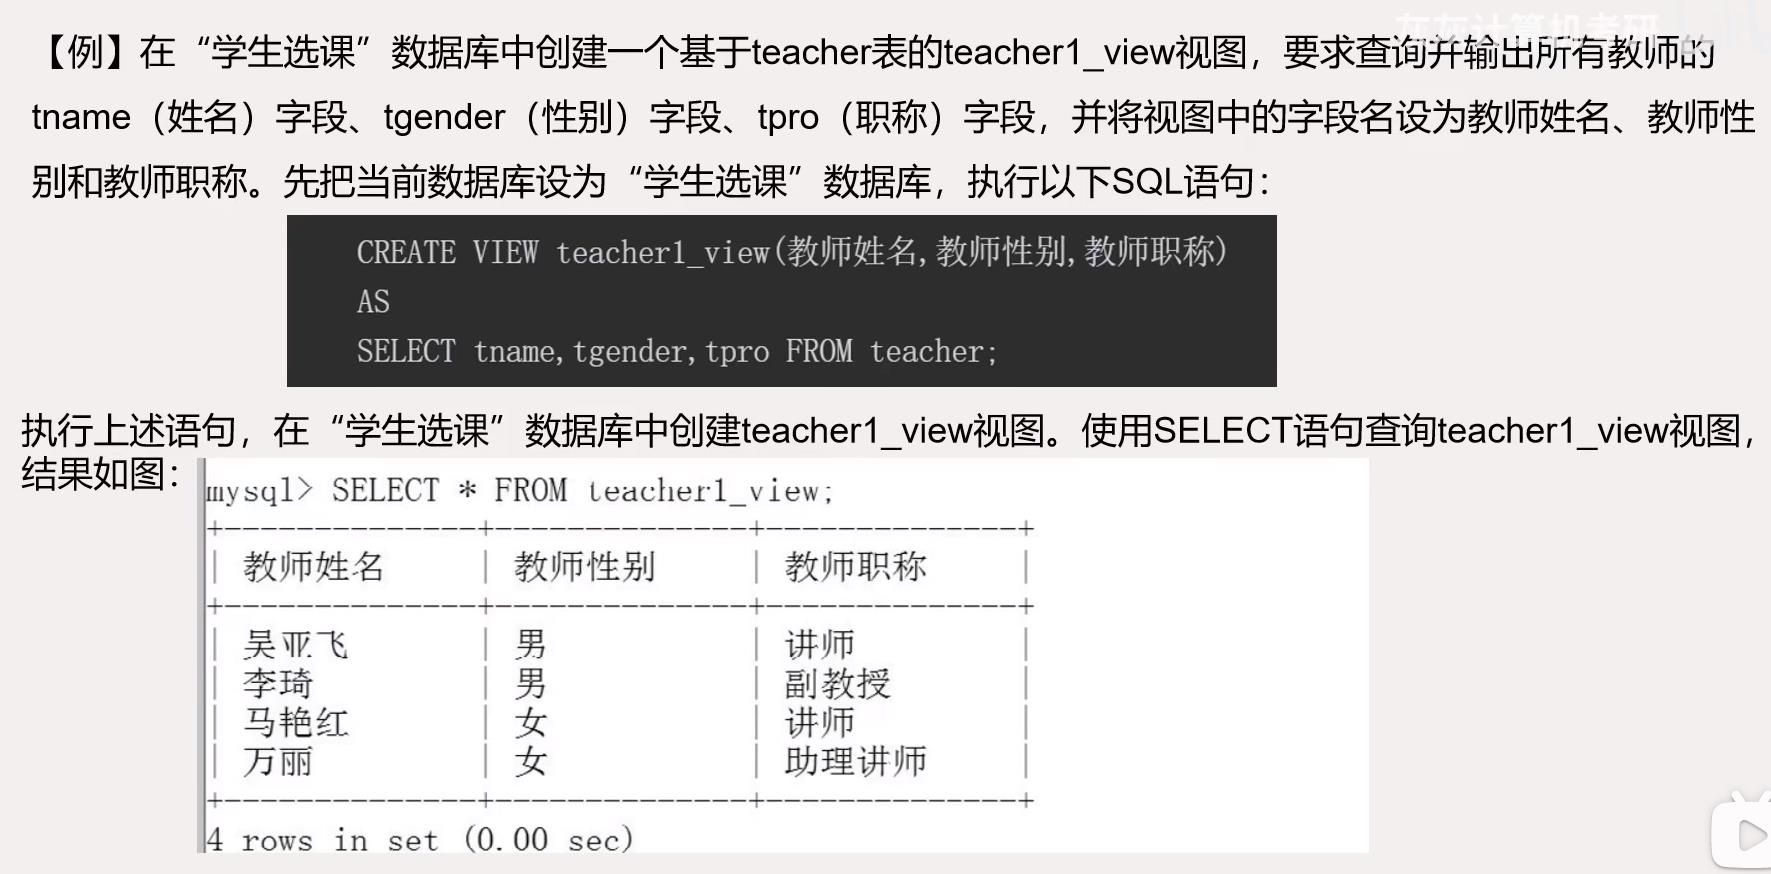 灰灰计算机考研
【例】在“学生选课”数据库中创建一个基于teacher表的teacher1_view视图，要求查询并输出所有教师的
tname（姓名）字段、tgender（性别）字段、tpro（职称）字段，并将视图中的字段名设为教师姓名、教师性
别和教师职称。先把当前数据库设为“学生选课”数据库，执行以下SQL语句：
CREATE VIEW teacher1_view(教师姓名,教师性别,教师职称)
AS
SELECT tname,tgender,tpro FROM teacher;
执行上述语句，在“学生选课”数据库中创建teacher1_view视图。使用SELECT语句查询teacher1_view视图，
结果如图：
mysql> SELECT * FROM teacher1_view;
+--------------+--------------+--------------+
| 教师姓名 | 教师性别 | 教师职称 |
+--------------+--------------+--------------+
| 吴亚飞 | 男 | 讲师 |
| 李琦 | 男 | 副教授 |
| 马艳红 | 女 | 讲师 |
| 万丽 | 女 | 助理讲师 |
+--------------+--------------+--------------+
4 rows in set (0.00 sec)